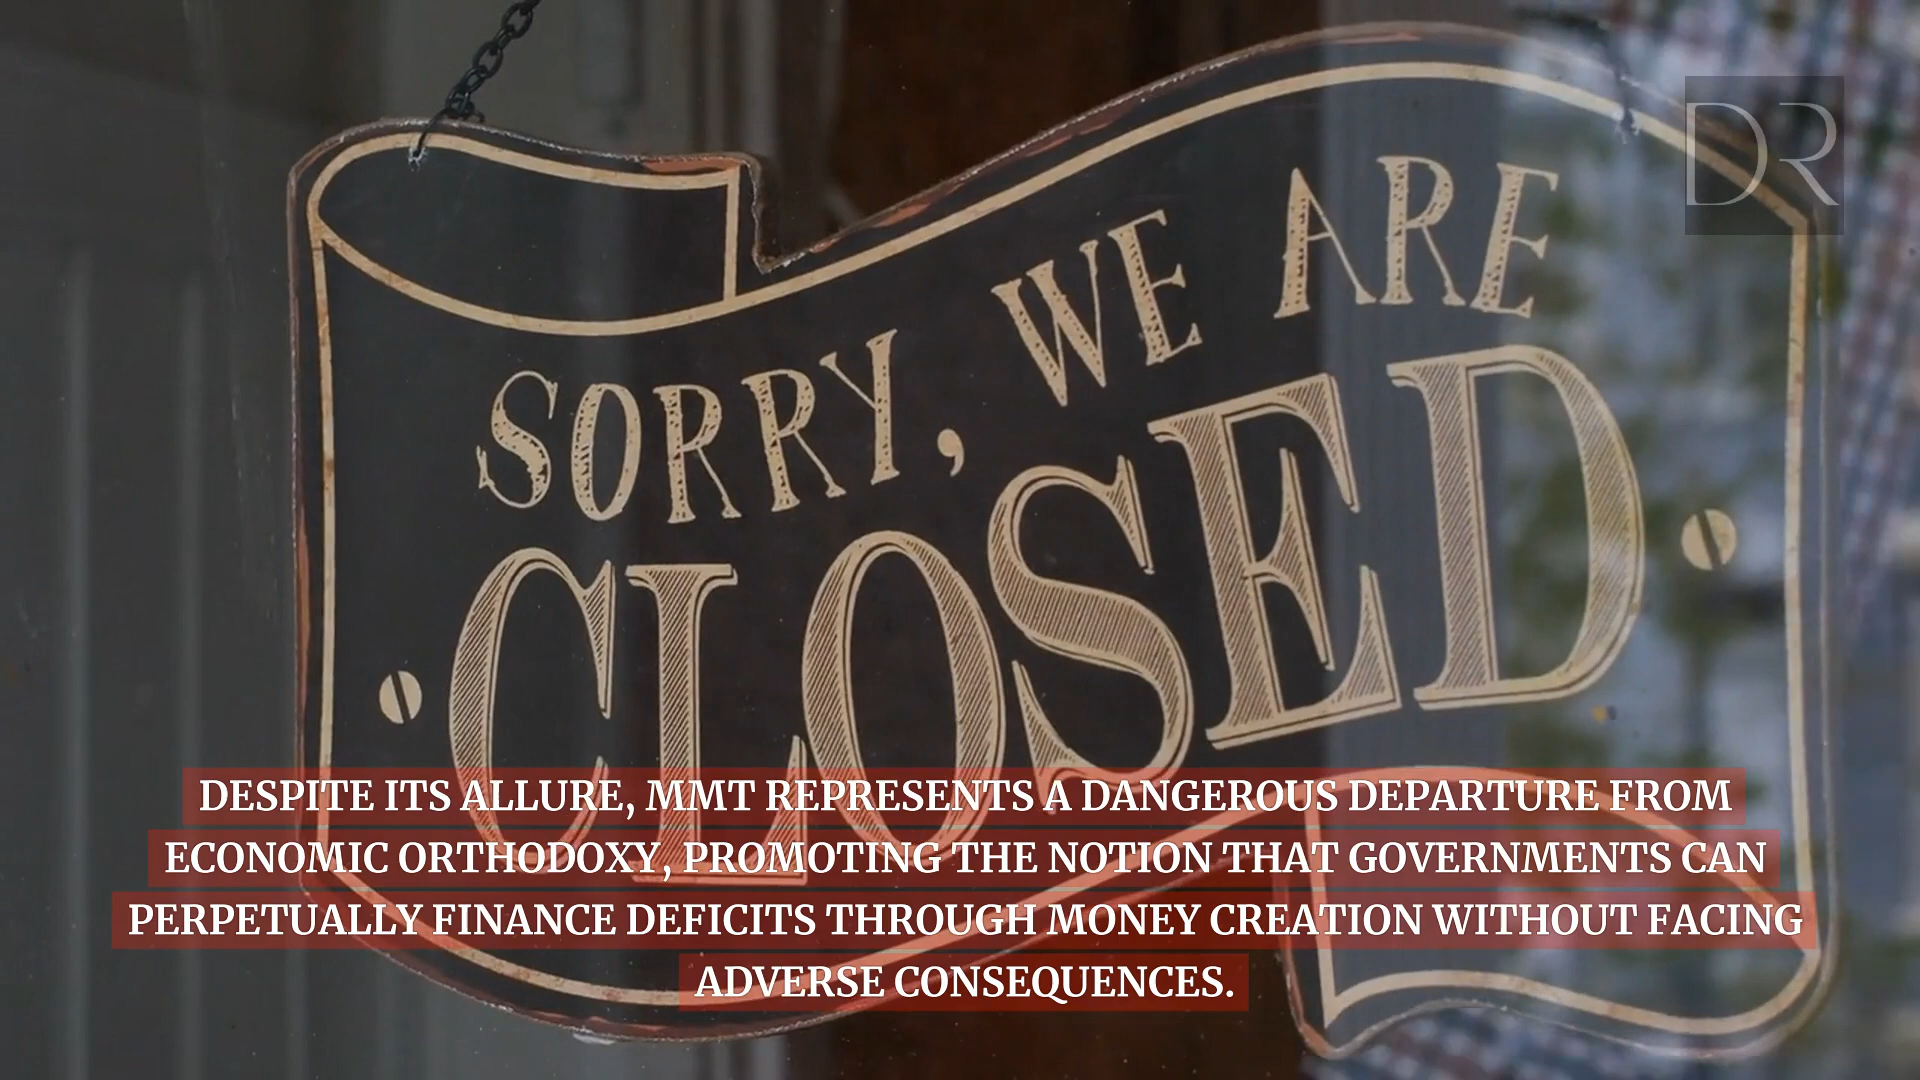 DR
SORRY, WE ARE
CLOSED
DESPITE ITS ALLURE, MMT REPRESENTS A DANGEROUS DEPARTURE FROM
ECONOMIC ORTHODOXY, PROMOTING THE NOTION THAT GOVERNMENTS CAN
PERPETUALLY FINANCE DEFICITS THROUGH MONEY CREATION WITHOUT FACING
ADVERSE CONSEQUENCES.